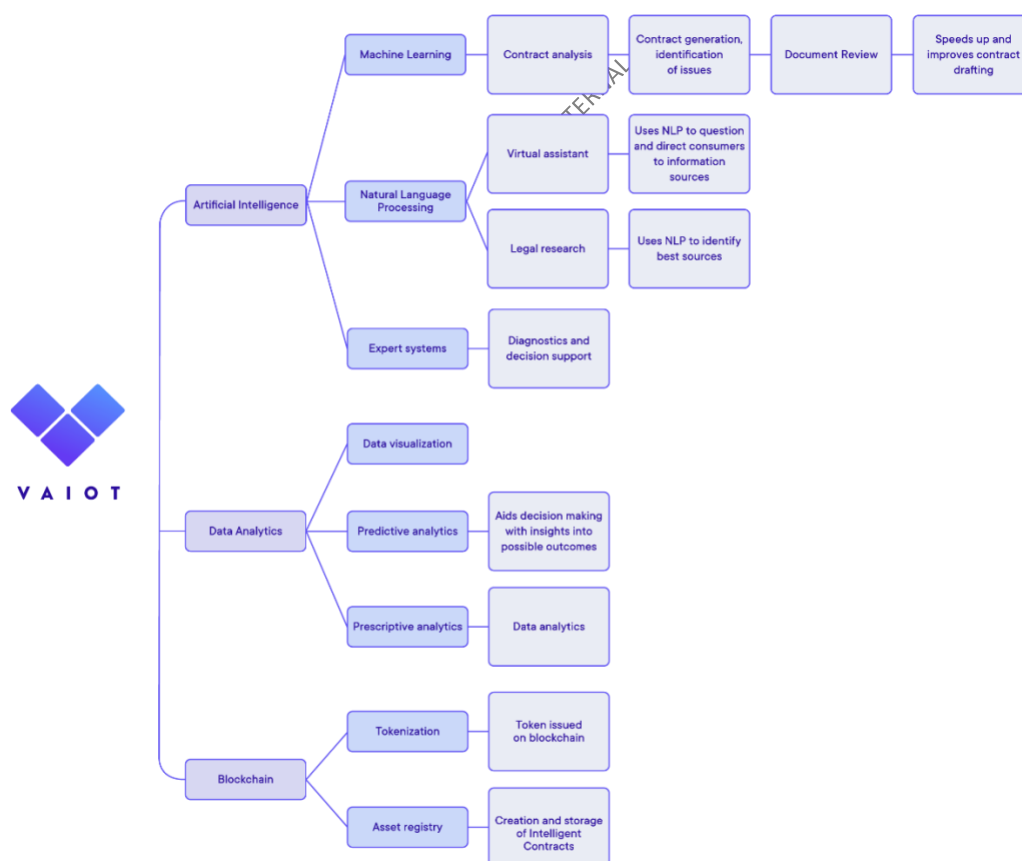 Machine Learning
Contract analysis
Contract generation,
identification
of issues
Document Review
Speeds up and
improves contract
drafting
Artificial Intelligence
Natural Language
Processing
Virtual assistant
Uses NLP to question
and direct consumers
to information
sources
Legal research
Uses NLP to identify
best sources
Expert systems
Diagnostics and
decision support
VAIOT
Data Analytics
Data visualization
Predictive analytics
Aids decision making
with insights into
possible outcomes
Prescriptive analytics
Data analytics
Blockchain
Tokenization
Token issued
on blockchain
Asset registry
Creation and storage
of Intelligent
Contracts